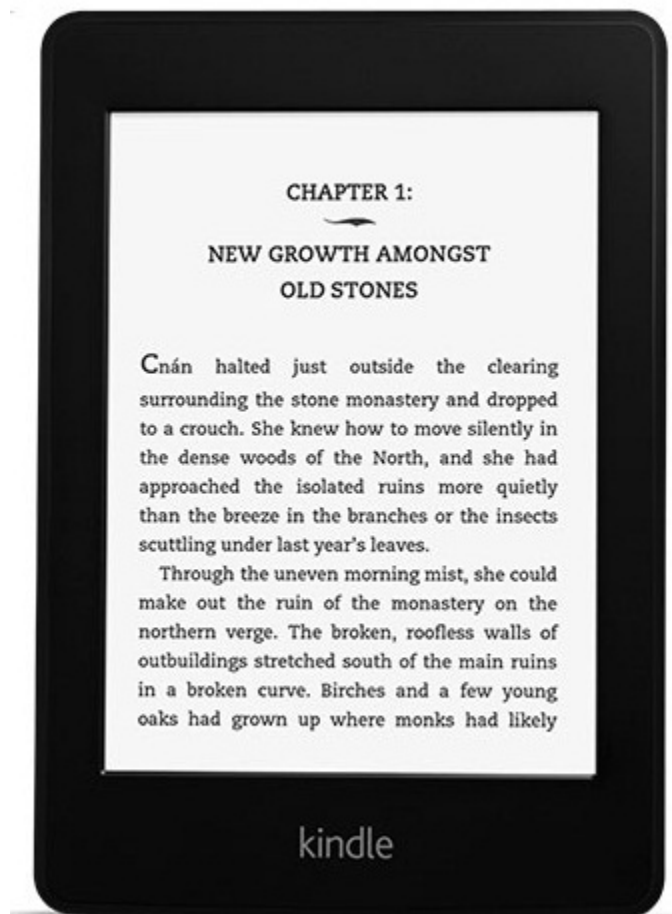 CHAPTER 1:
NEW GROWTH AMONGST
OLD STONES
Cnán halted just outside the clearing
surrounding the stone monastery and dropped
to a crouch. She knew how to move silently in
the dense woods of the North, and she had
approached the isolated ruins more quietly
than the breeze in the branches or the insects
scuttling under last year's leaves.
Through the uneven morning mist, she could
make out the ruin of the monastery on the
northern verge. The broken, roofless walls of
outbuildings stretched south of the main ruins
in a broken curve. Birches and a few young
oaks had grown up where monks had likely
kindle